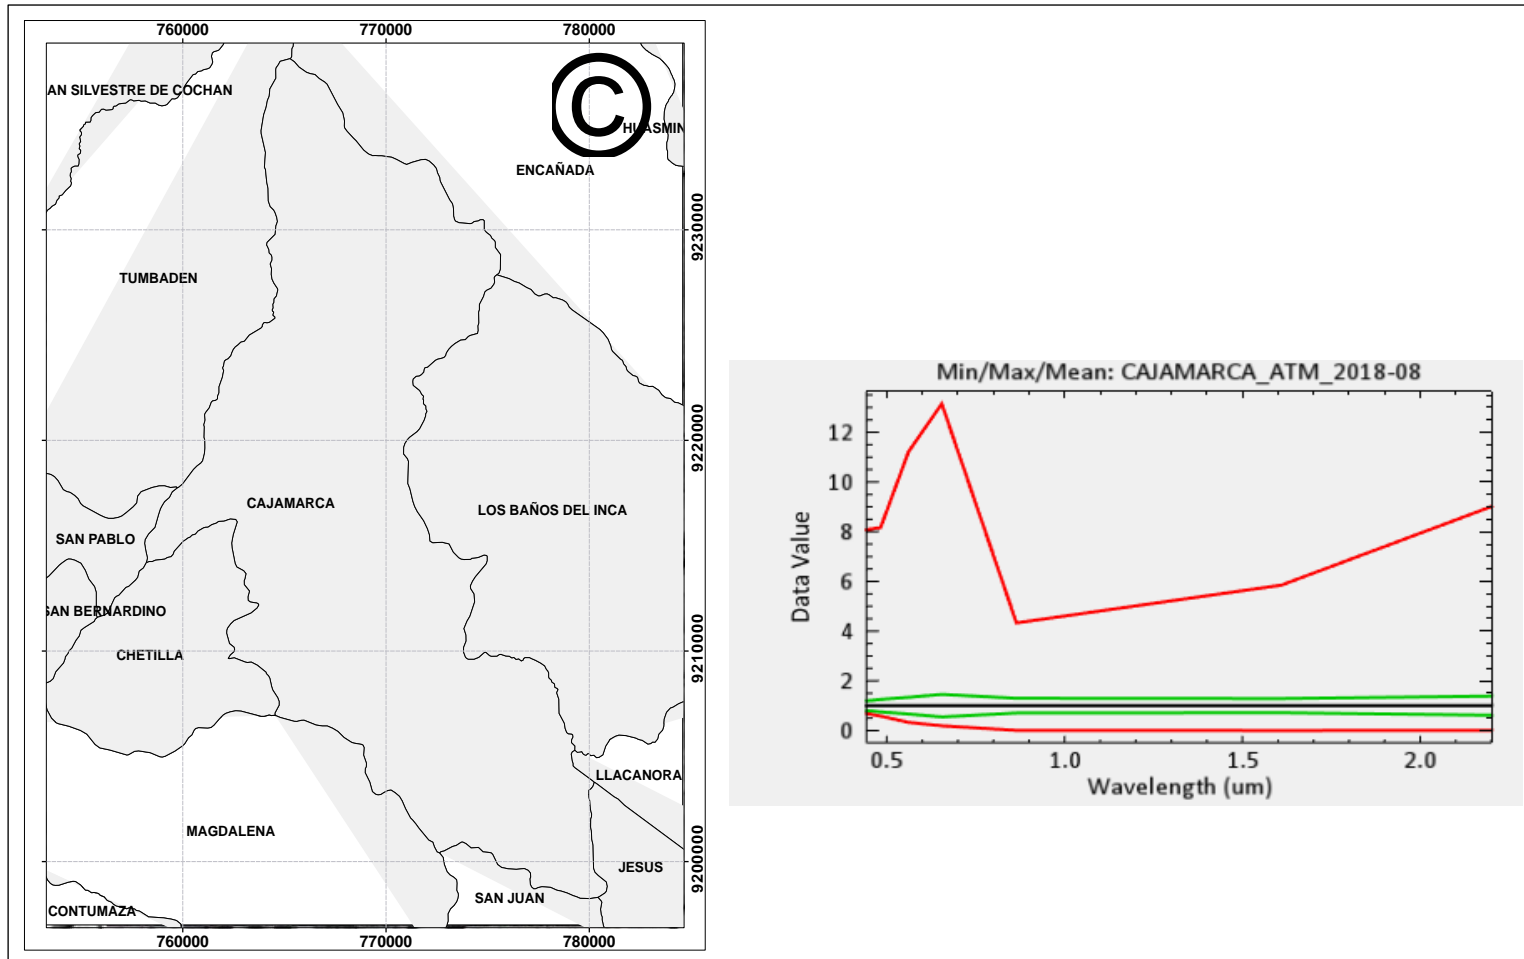 760000 770000 780000
AN SILVESTRE DE COCHAN
©
HUASMIN
ENCAÑADA
9230000
TUMBADEN
9220000
CAJAMARCA
LOS BAÑOS DEL INCA
SAN PABLO
SAN BERNARDINO
CHETILLA
9210000
LLACANORA
MAGDALENA
JESUS
9200000
SAN JUAN
CONTUMAZA
760000 770000 780000
Min/Max/Mean: CAJAMARCA_ATM_2018-08
12
10
8
6
4
2
0
Data Value
0.5 1.0 1.5 2.0
Wavelength (um)